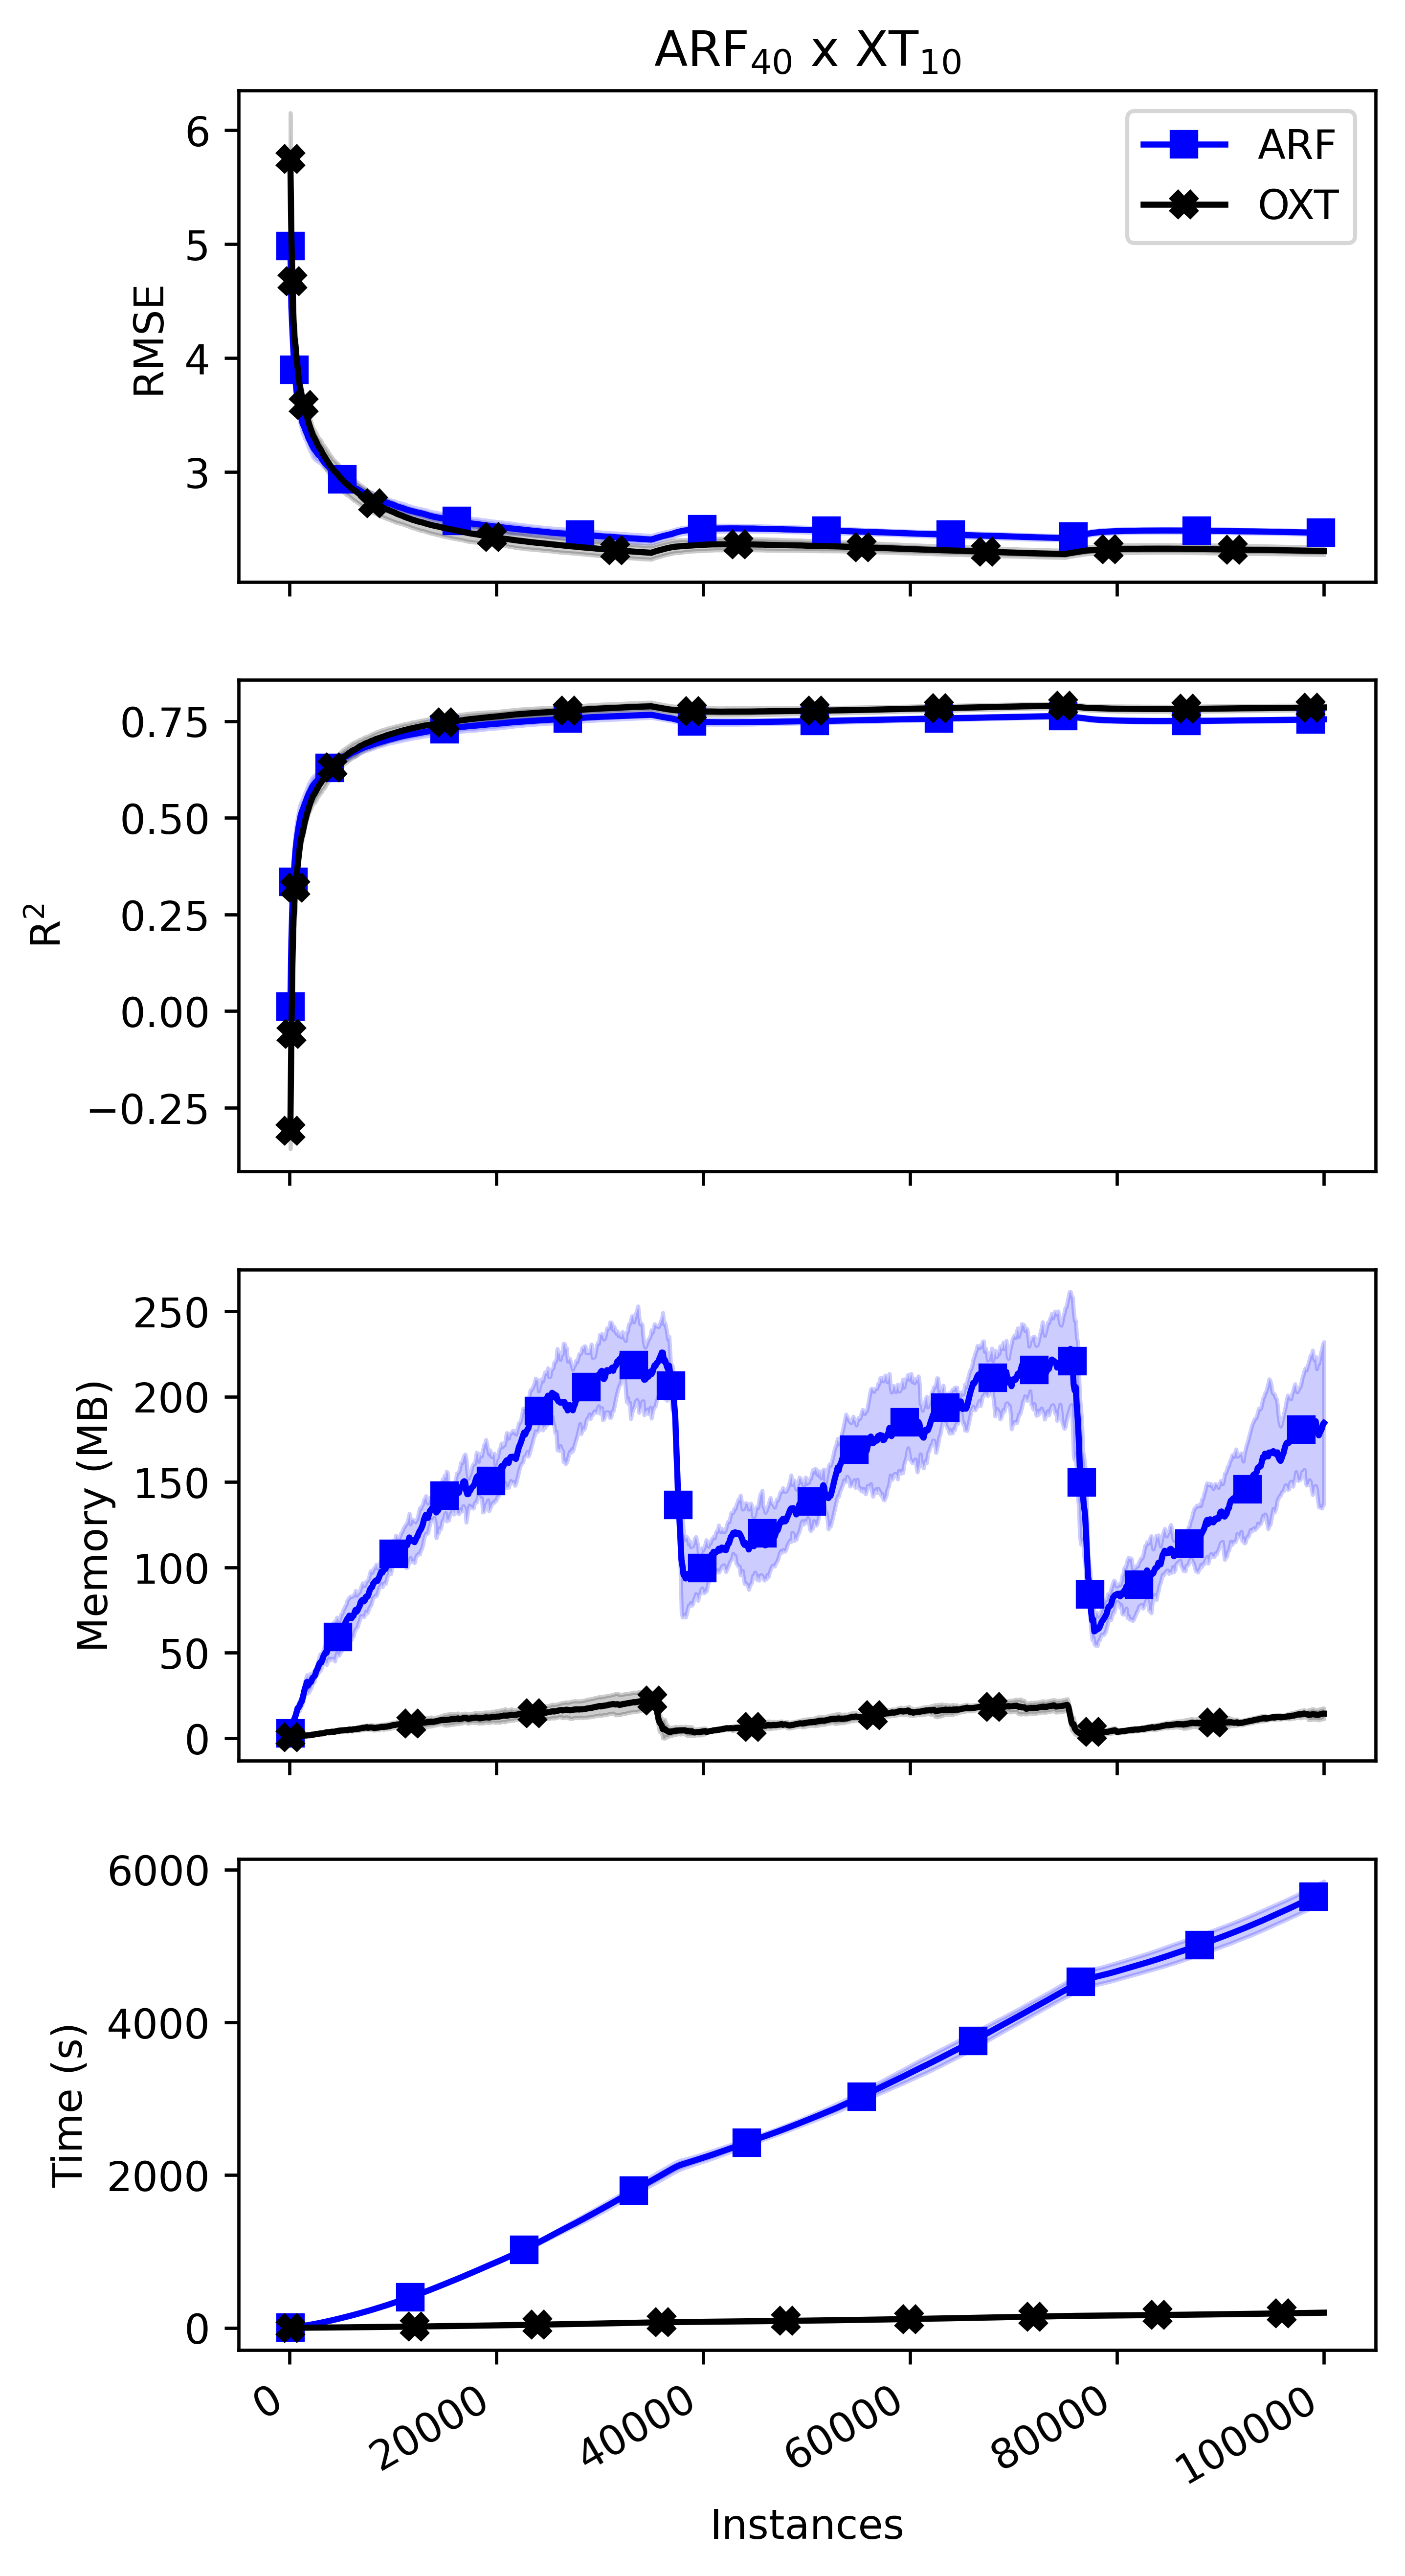 ARF₄₀ x XT₁₀
ARF
OXT
RMSE
6
5
4
3
R²
0.75
0.50
0.25
0.00
−0.25
Memory (MB)
250
200
150
100
50
0
Time (s)
6000
4000
2000
0
0 20000 40000 60000 80000 100000
Instances